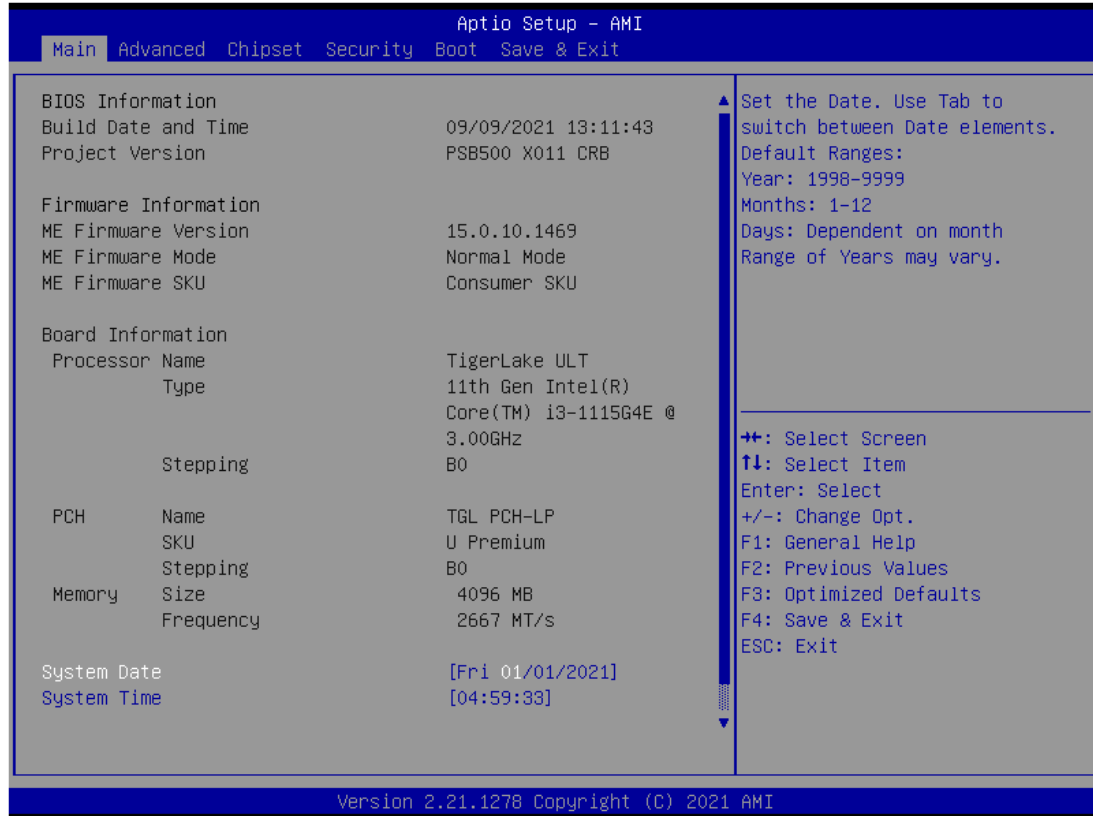 Aptio Setup – AMI
Main Advanced Chipset Security Boot Save & Exit
BIOS Information
Build Date and Time 09/09/2021 13:11:43
Project Version PSB500 X011 CRB
Firmware Information
ME Firmware Version 15.0.10.1469
ME Firmware Mode Normal Mode
ME Firmware SKU Consumer SKU
Board Information
Processor Name TigerLake ULT
Type 11th Gen Intel(R)
Core(TM) i3-1115G4E @
3.00GHz
Stepping B0
PCH Name TGL PCH-LP
SKU U Premium
Stepping B0
Memory Size 4096 MB
Frequency 2667 MT/s
System Date [Fri 01/01/2021]
System Time [04:59:33]
Set the Date. Use Tab to
switch between Date elements.
Default Ranges:
Year: 1998-9999
Months: 1-12
Days: Dependent on month
Range of Years may vary.
→←: Select Screen
↑↓: Select Item
Enter: Select
+/-: Change Opt.
F1: General Help
F2: Previous Values
F3: Optimized Defaults
F4: Save & Exit
ESC: Exit
Version 2.21.1278 Copyright (C) 2021 AMI